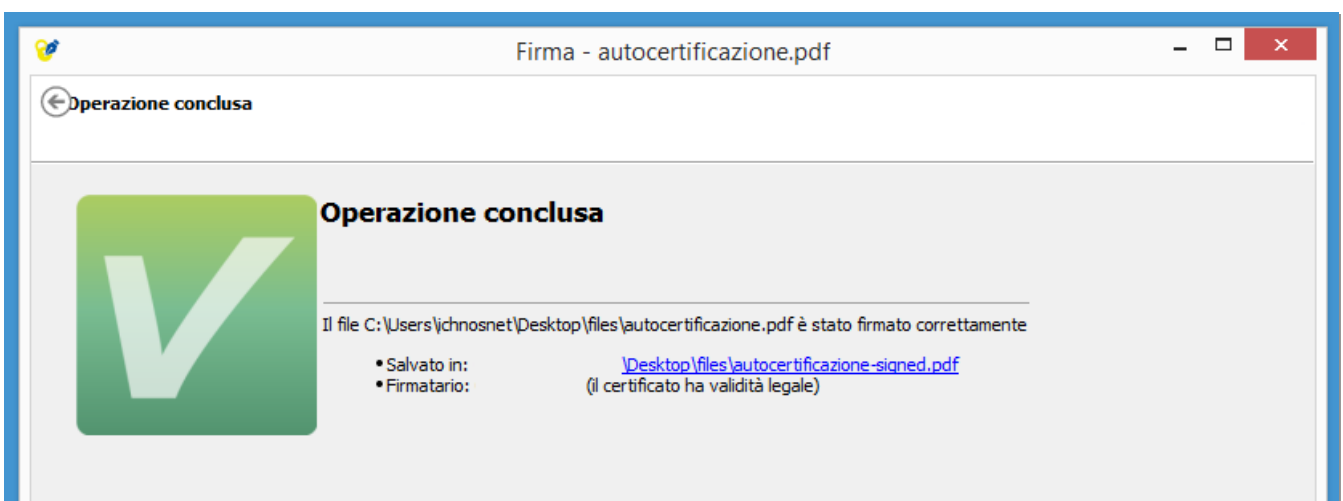 Firma - autocertificazione.pdf
Operazione conclusa
Operazione conclusa
Il file C:\Users\ichnosnet\Desktop\files\autocertificazione.pdf è stato firmato correttamente
• Salvato in: \Desktop\files\autocertificazione-signed.pdf
• Firmatario: (il certificato ha validità legale)